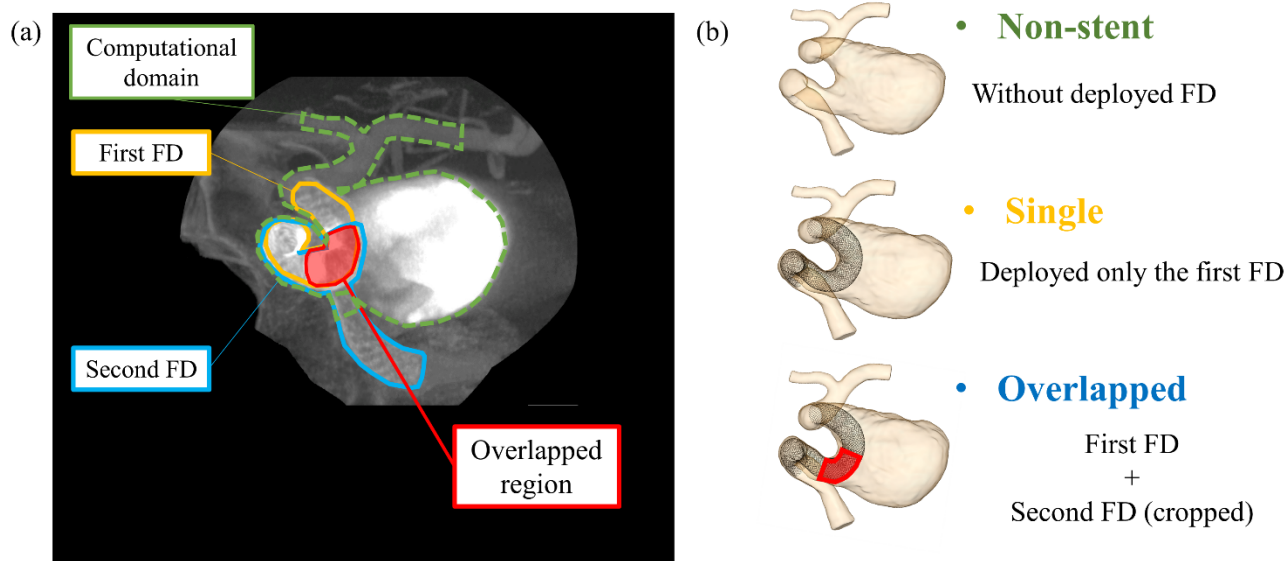 (a)
Computational
domain
First FD
Second FD
Overlapped
region
(b)
• Non-stent
Without deployed FD
• Single
Deployed only the first FD
• Overlapped
First FD
+
Second FD (cropped)